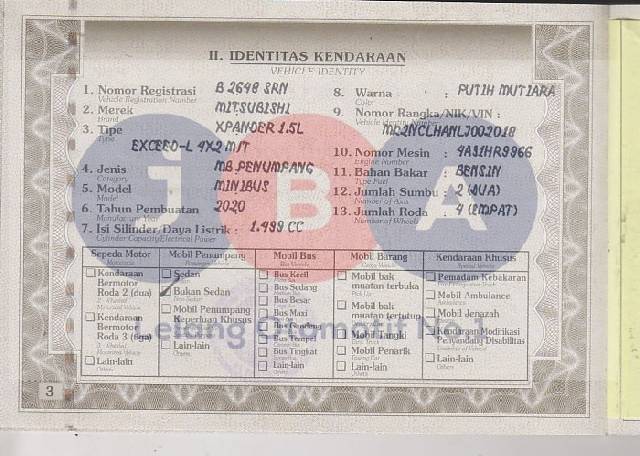 II. IDENTITAS KENDARAAN
VEHICLE IDENTITY
1. Nomor Registrasi B 2698 SRN
Vehicle Registration Number
2. Merek MITSUBISHI
Brand
3. Tipe XPANDER 1.5L
Type
EXCEED-L 4X2 M/T
4. Jenis MB. PENUMPANG
Category
5. Model MINIBUS
Model
6. Tahun Pembuatan 2020
Manufacture Year
7. Isi Silinder/Daya Listrik : 1.499 CC
Cylinder Capacity/Electrical Power
8. Warna : PUTIH MUTIARA
Color
9. Nomor Rangka/NIK/VIN :
Vehicle Identity Number
MK2NCLHANLJ002018
10. Nomor Mesin : 4A91HR9966
Engine Number
11. Bahan Bakar : BENSIN
Type Fuel
12. Jumlah Sumbu : 2 (DUA)
Number of Axis
13. Jumlah Roda : 4 (EMPAT)
Number of Wheels
Sepeda Motor
Kendaraan
Bermotor
Roda 2 (dua)
Kendaraan
Bermotor
Roda 3 (tiga)
Lain-lain
Mobil Penumpang
Sedan
Bukan Sedan
Mobil Penumpang
Keperluan Khusus
Lain-lain
Mobil Bus
Bus Kecil
Bus Sedang
Bus Besar
Bus Maxi
Bus Gandeng
Bus Tempel
Bus Tingkat
Lain-lain
Mobil Barang
Mobil bak
muatan terbuka
Mobil bak
muatan tertutup
Mobil Tangki
Mobil Penarik
Lain-lain
Kendaraan Khusus
Pemadam Kebakaran
Mobil Ambulance
Mobil Jenazah
Kendaraan Modifikasi
Penyandang Disabilitas
Lain-lain
JBA
Lelang Otomotif No.1
3